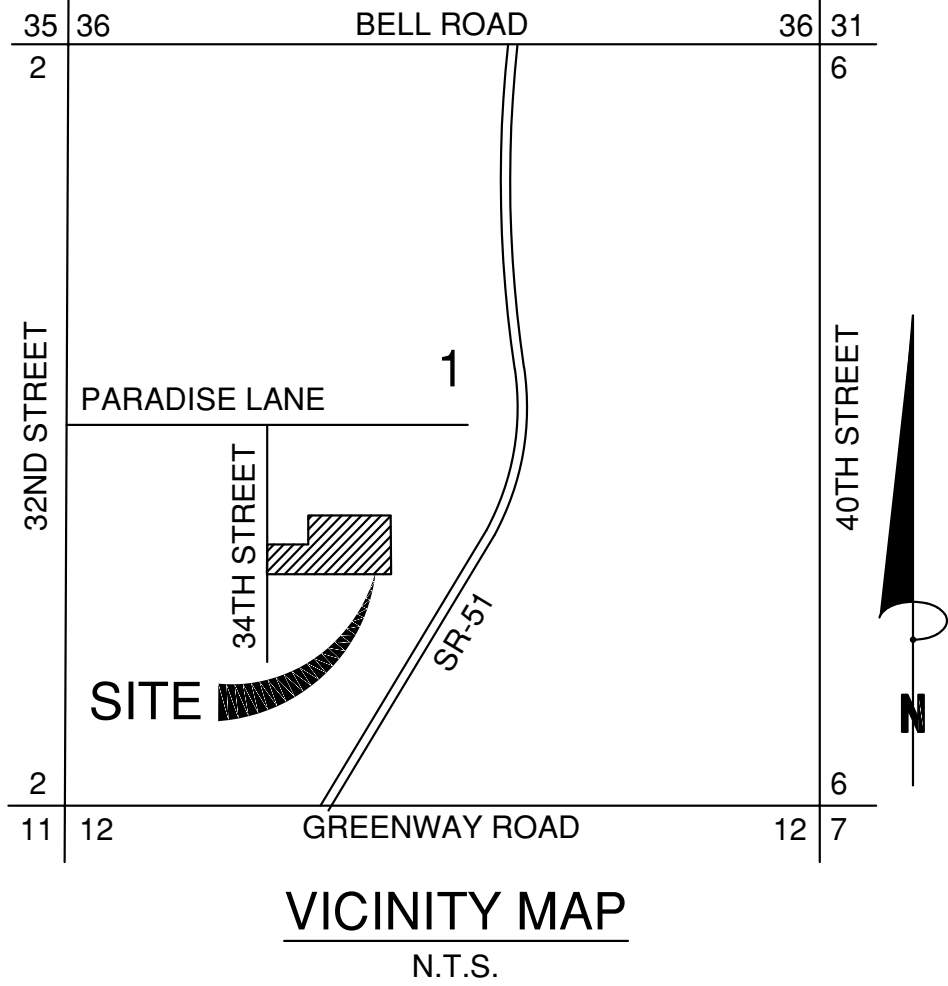 35 36 BELL ROAD 36 31
2 6
32ND STREET
40TH STREET
1
PARADISE LANE
34TH STREET
SR-51
SITE
N
2 6
11 12 GREENWAY ROAD 12 7
VICINITY MAP
N.T.S.